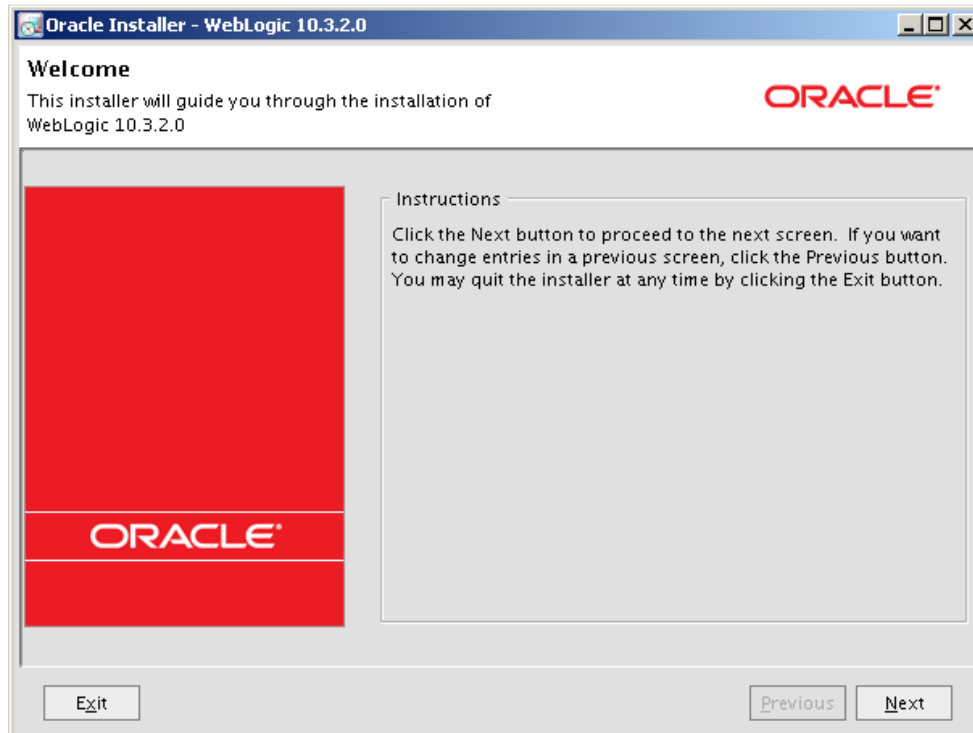 Oracle Installer - WebLogic 10.3.2.0
Welcome
This installer will guide you through the installation of
WebLogic 10.3.2.0
ORACLE
Instructions
Click the Next button to proceed to the next screen. If you want
to change entries in a previous screen, click the Previous button.
You may quit the installer at any time by clicking the Exit button.
ORACLE
Exit
Previous
Next